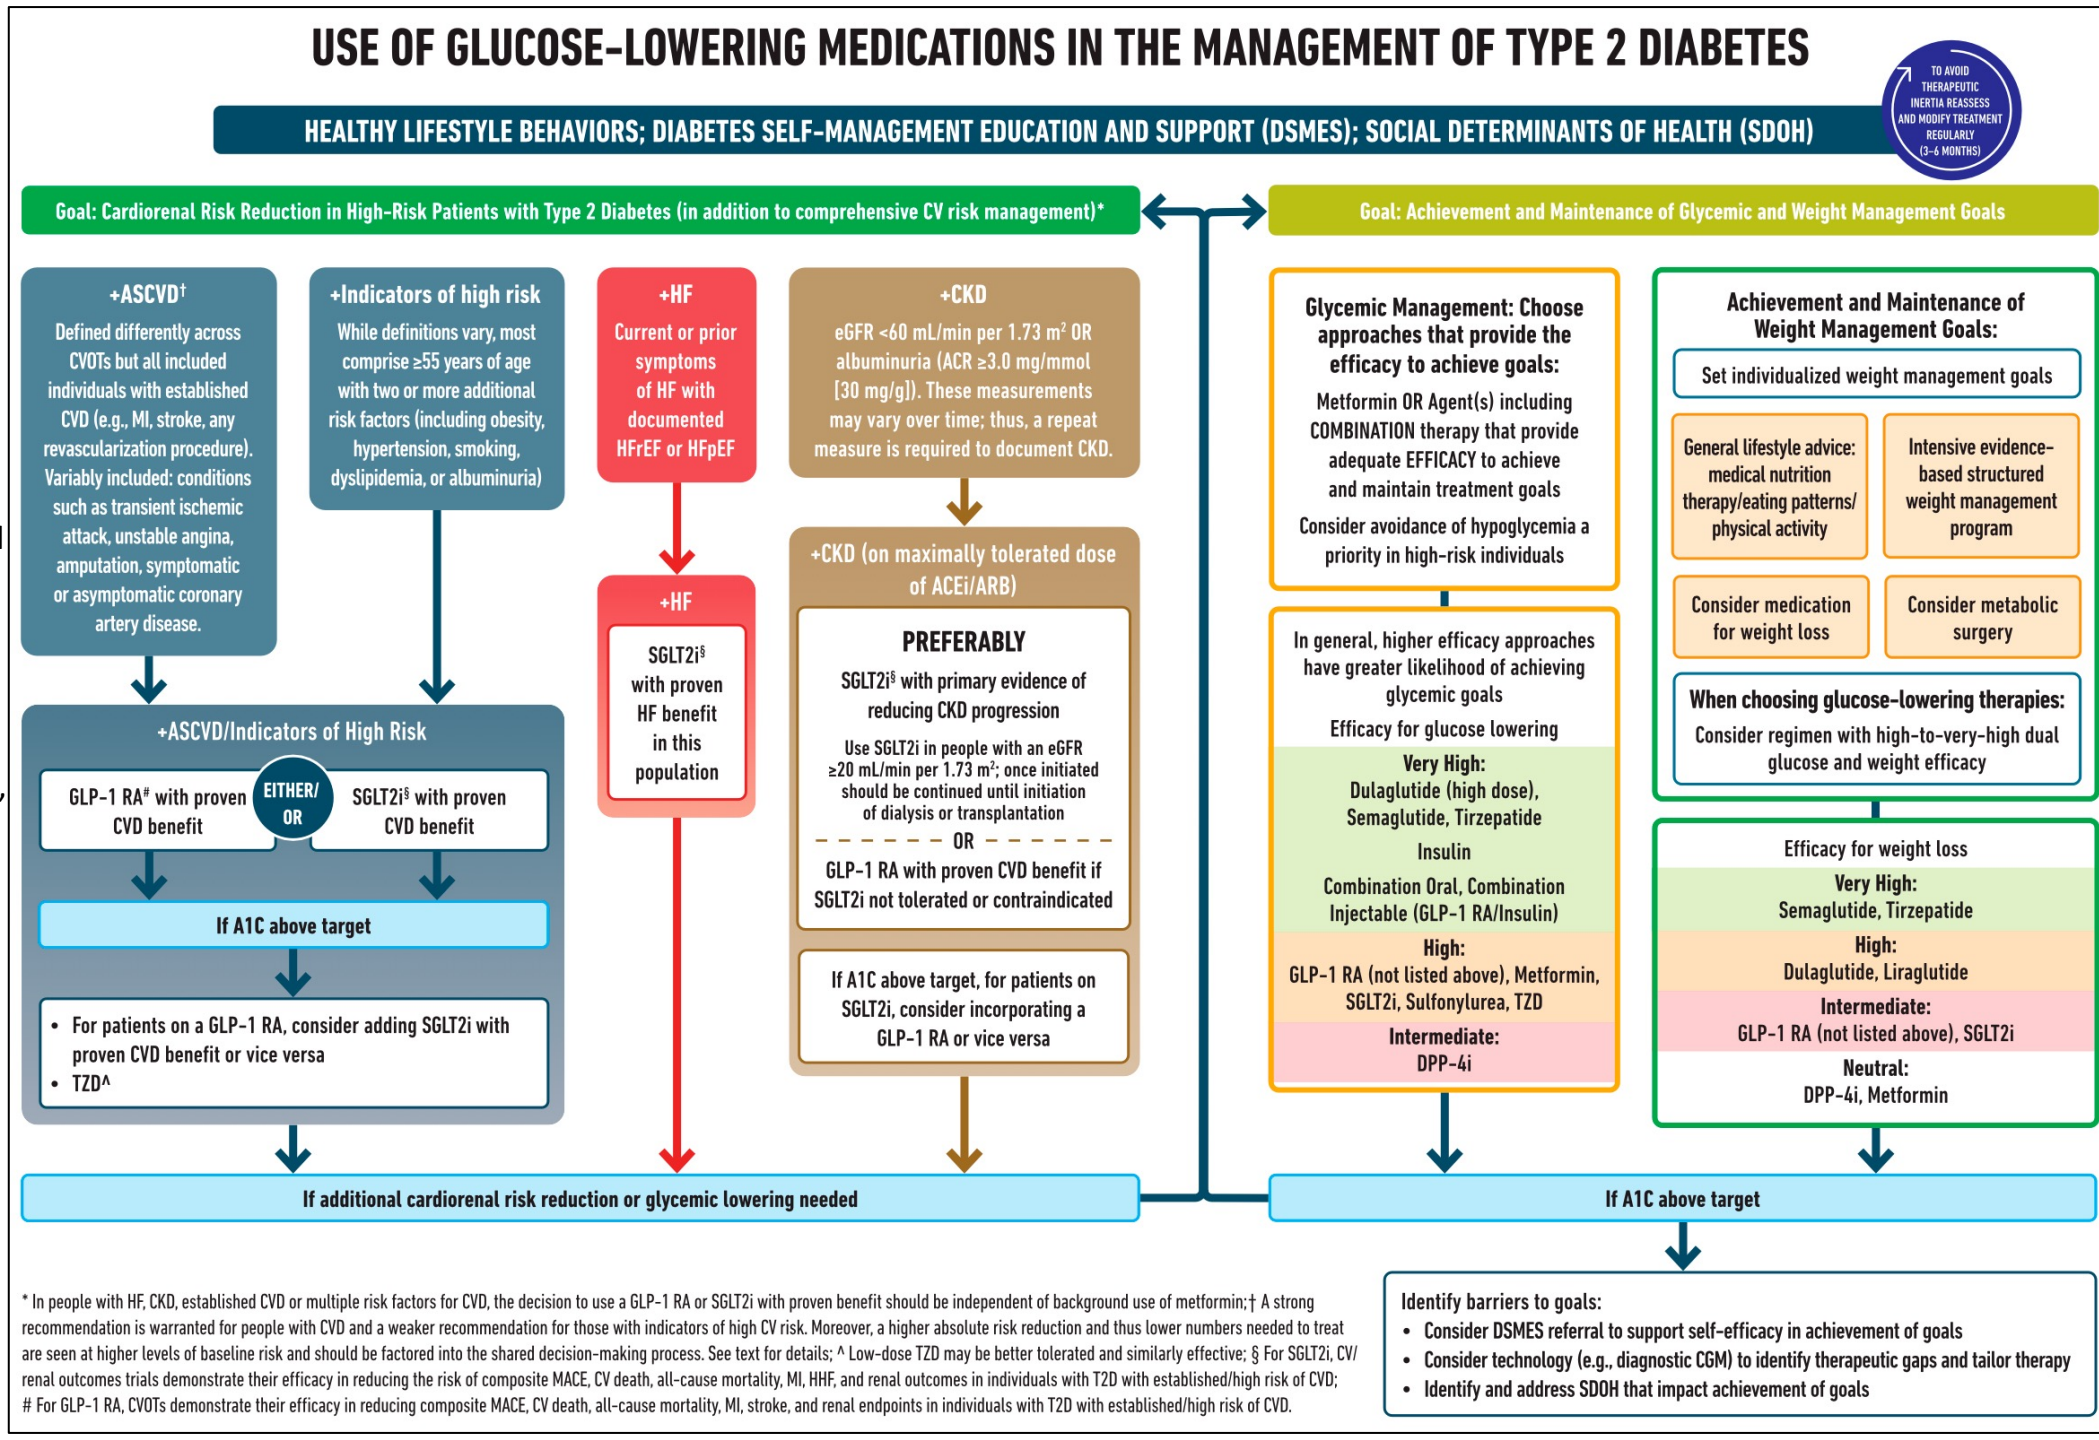 USE OF GLUCOSE-LOWERING MEDICATIONS IN THE MANAGEMENT OF TYPE 2 DIABETES
TO AVOID
THERAPEUTIC
INERTIA REASSESS
AND MODIFY TREATMENT
REGULARLY
(3–6 MONTHS)
HEALTHY LIFESTYLE BEHAVIORS; DIABETES SELF-MANAGEMENT EDUCATION AND SUPPORT (DSMES); SOCIAL DETERMINANTS OF HEALTH (SDOH)
Goal: Cardiorenal Risk Reduction in High-Risk Patients with Type 2 Diabetes (in addition to comprehensive CV risk management)*
+ASCVD†
Defined differently across
CVOTs but all included
individuals with established
CVD (e.g., MI, stroke, any
revascularization procedure).
Variably included: conditions
such as transient ischemic
attack, unstable angina,
amputation, symptomatic
or asymptomatic coronary
artery disease.
+Indicators of high risk
While definitions vary, most
comprise ≥55 years of age
with two or more additional
risk factors (including obesity,
hypertension, smoking,
dyslipidemia, or albuminuria)
+ASCVD/Indicators of High Risk
GLP-1 RA# with proven
CVD benefit
EITHER/
OR
SGLT2i§ with proven
CVD benefit
If A1C above target
• For patients on a GLP-1 RA, consider adding SGLT2i with
proven CVD benefit or vice versa
• TZD^
+HF
Current or prior
symptoms
of HF with
documented
HFrEF or HFpEF
+HF
SGLT2i§
with proven
HF benefit
in this
population
+CKD
eGFR <60 mL/min per 1.73 m² OR
albuminuria (ACR ≥3.0 mg/mmol
[30 mg/g]). These measurements
may vary over time; thus, a repeat
measure is required to document CKD.
+CKD (on maximally tolerated dose
of ACEi/ARB)
PREFERABLY
SGLT2i§ with primary evidence of
reducing CKD progression
Use SGLT2i in people with an eGFR
≥20 mL/min per 1.73 m²; once initiated
should be continued until initiation
of dialysis or transplantation
OR
GLP-1 RA with proven CVD benefit if
SGLT2i not tolerated or contraindicated
If A1C above target, for patients on
SGLT2i, consider incorporating a
GLP-1 RA or vice versa
If additional cardiorenal risk reduction or glycemic lowering needed
Goal: Achievement and Maintenance of Glycemic and Weight Management Goals
Glycemic Management: Choose
approaches that provide the
efficacy to achieve goals:
Metformin OR Agent(s) including
COMBINATION therapy that provide
adequate EFFICACY to achieve
and maintain treatment goals
Consider avoidance of hypoglycemia a
priority in high-risk individuals
In general, higher efficacy approaches
have greater likelihood of achieving
glycemic goals
Efficacy for glucose lowering
Very High:
Dulaglutide (high dose),
Semaglutide, Tirzepatide
Insulin
Combination Oral, Combination
Injectable (GLP-1 RA/Insulin)
High:
GLP-1 RA (not listed above), Metformin,
SGLT2i, Sulfonylurea, TZD
Intermediate:
DPP-4i
Achievement and Maintenance of
Weight Management Goals:
Set individualized weight management goals
General lifestyle advice:
medical nutrition
therapy/eating patterns/
physical activity
Intensive evidence-
based structured
weight management
program
Consider medication
for weight loss
Consider metabolic
surgery
When choosing glucose-lowering therapies:
Consider regimen with high-to-very-high dual
glucose and weight efficacy
Efficacy for weight loss
Very High:
Semaglutide, Tirzepatide
High:
Dulaglutide, Liraglutide
Intermediate:
GLP-1 RA (not listed above), SGLT2i
Neutral:
DPP-4i, Metformin
If A1C above target
Identify barriers to goals:
• Consider DSMES referral to support self-efficacy in achievement of goals
• Consider technology (e.g., diagnostic CGM) to identify therapeutic gaps and tailor therapy
• Identify and address SDOH that impact achievement of goals
* In people with HF, CKD, established CVD or multiple risk factors for CVD, the decision to use a GLP-1 RA or SGLT2i with proven benefit should be independent of background use of metformin;† A strong
recommendation is warranted for people with CVD and a weaker recommendation for those with indicators of high CV risk. Moreover, a higher absolute risk reduction and thus lower numbers needed to treat
are seen at higher levels of baseline risk and should be factored into the shared decision-making process. See text for details; ^ Low-dose TZD may be better tolerated and similarly effective; § For SGLT2i, CV/
renal outcomes trials demonstrate their efficacy in reducing the risk of composite MACE, CV death, all-cause mortality, MI, HHF, and renal outcomes in individuals with T2D with established/high risk of CVD;
# For GLP-1 RA, CVOTs demonstrate their efficacy in reducing composite MACE, CV death, all-cause mortality, MI, stroke, and renal endpoints in individuals with T2D with established/high risk of CVD.